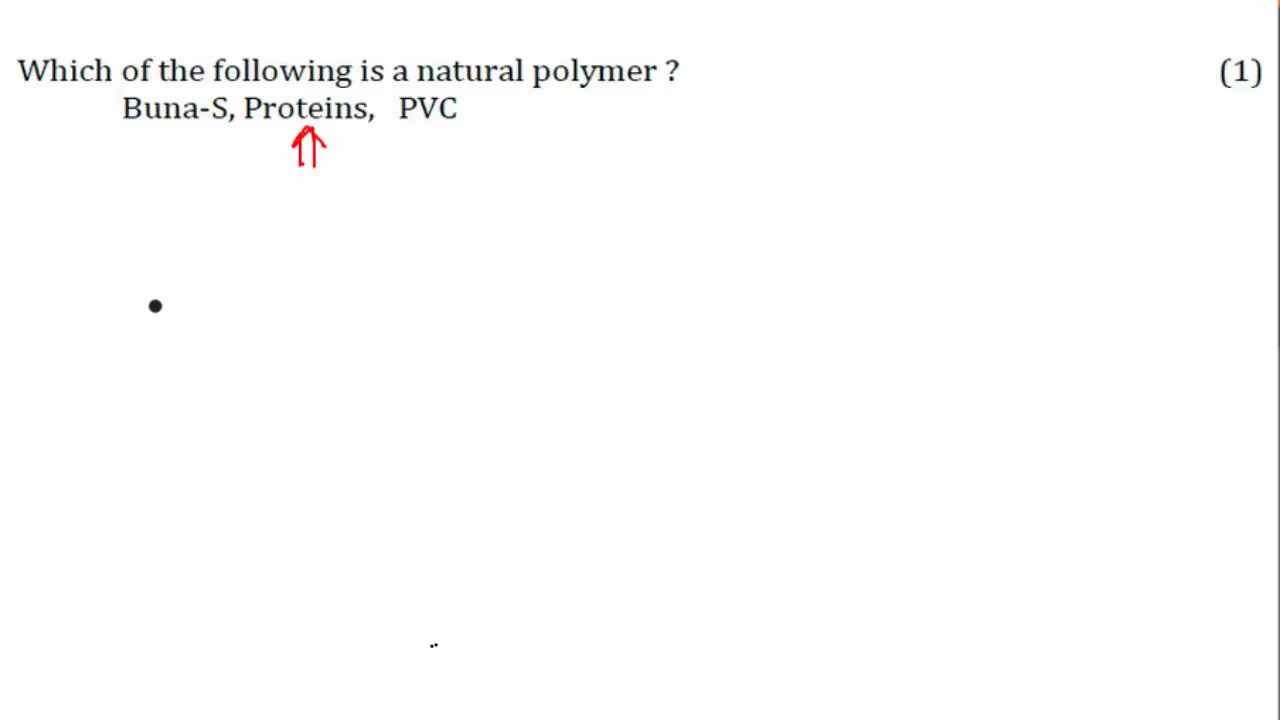 Which of the following is a natural polymer ? (1)
Buna-S, Proteins, PVC